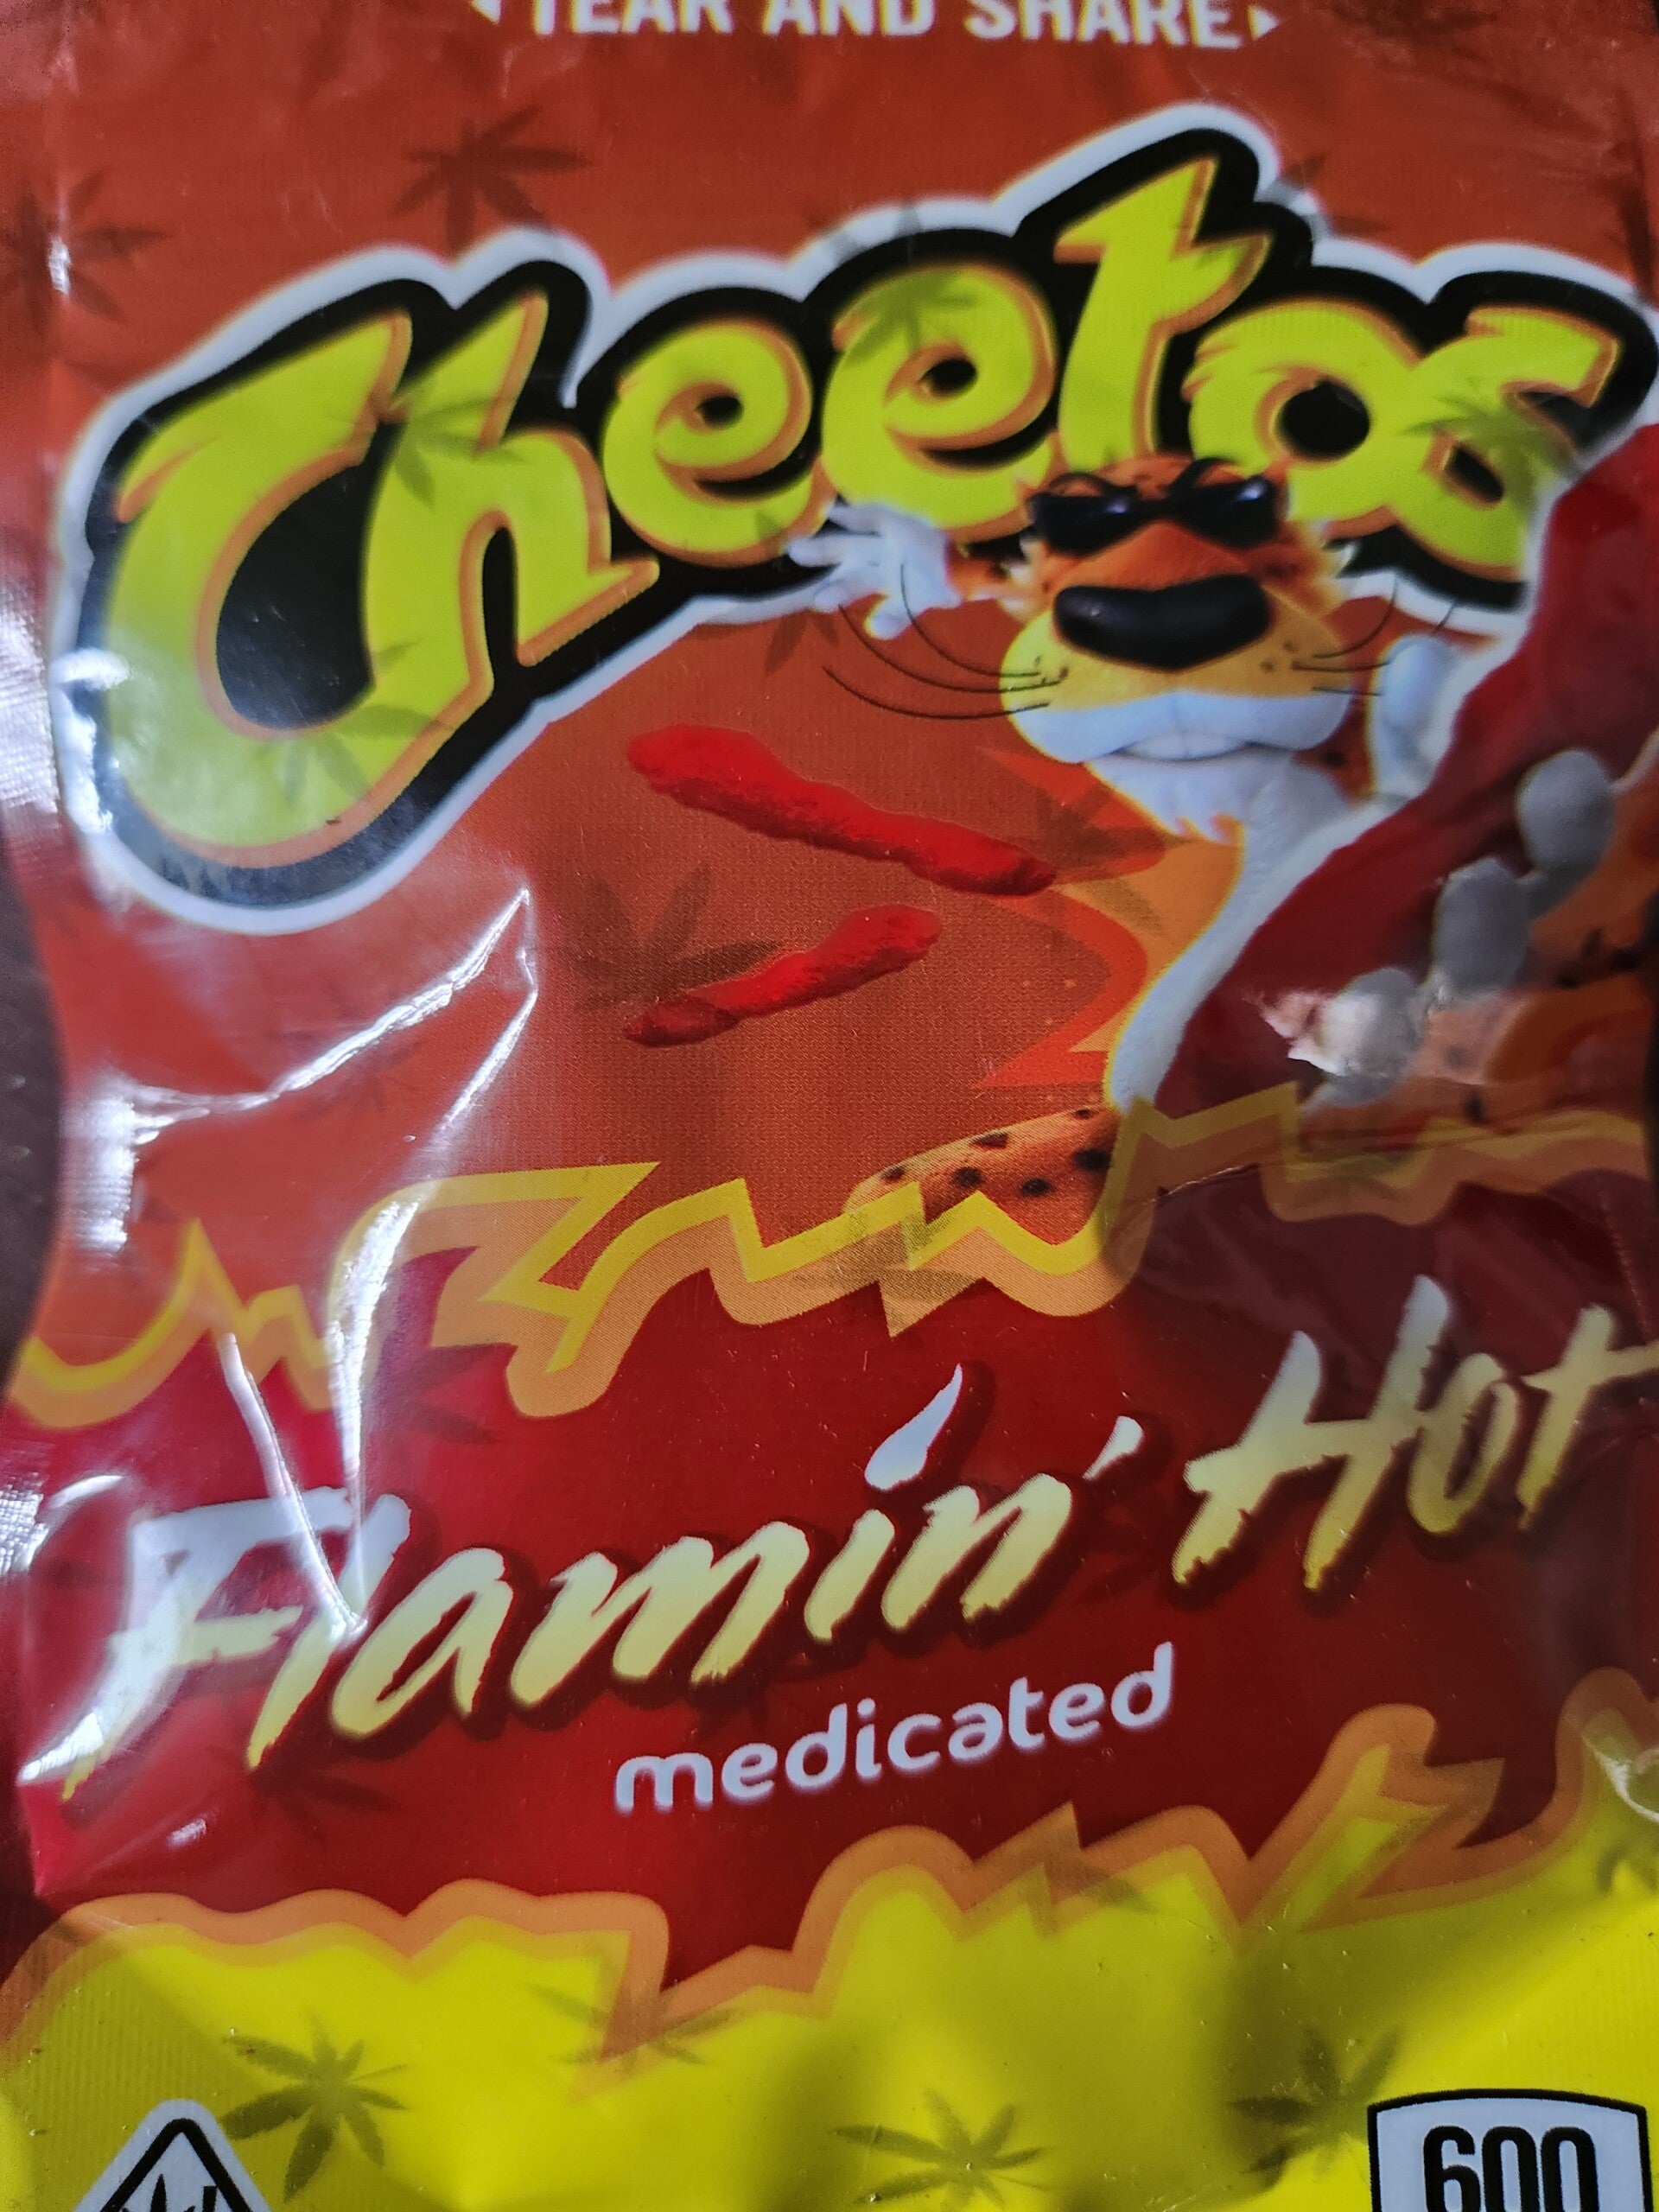 TEAR AND SHARE
Cheetos
Flamin' Hot
medicated
600